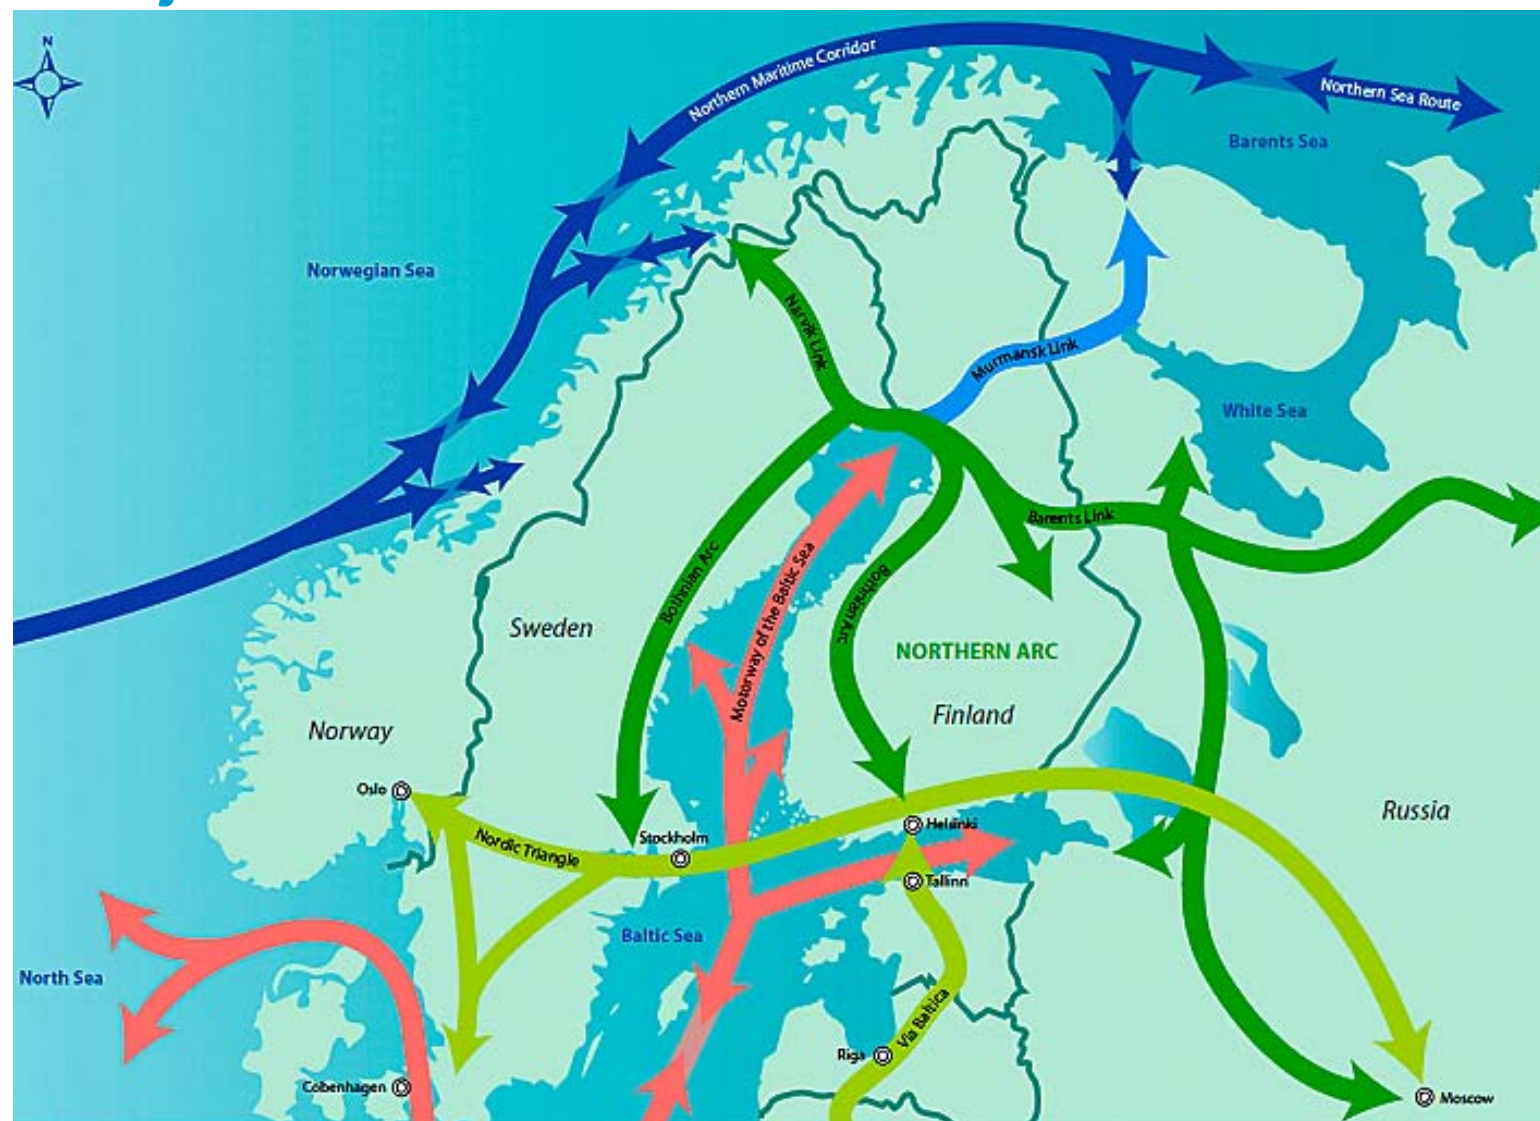 N
Northern Maritime Corridor
Northern Sea Route
Barents Sea
Norwegian Sea
Narvik Link
Murmansk Link
White Sea
Barents Link
Bothnian Arc
Motorway of the Baltic Sea
Bothnian Arc
Sweden
NORTHERN ARC
Finland
Norway
Oslo
Russia
Nordic Triangle
Stockholm
Helsinki
Tallinn
Baltic Sea
North Sea
Via Baltica
Riga
Cobenhagen
Moscow